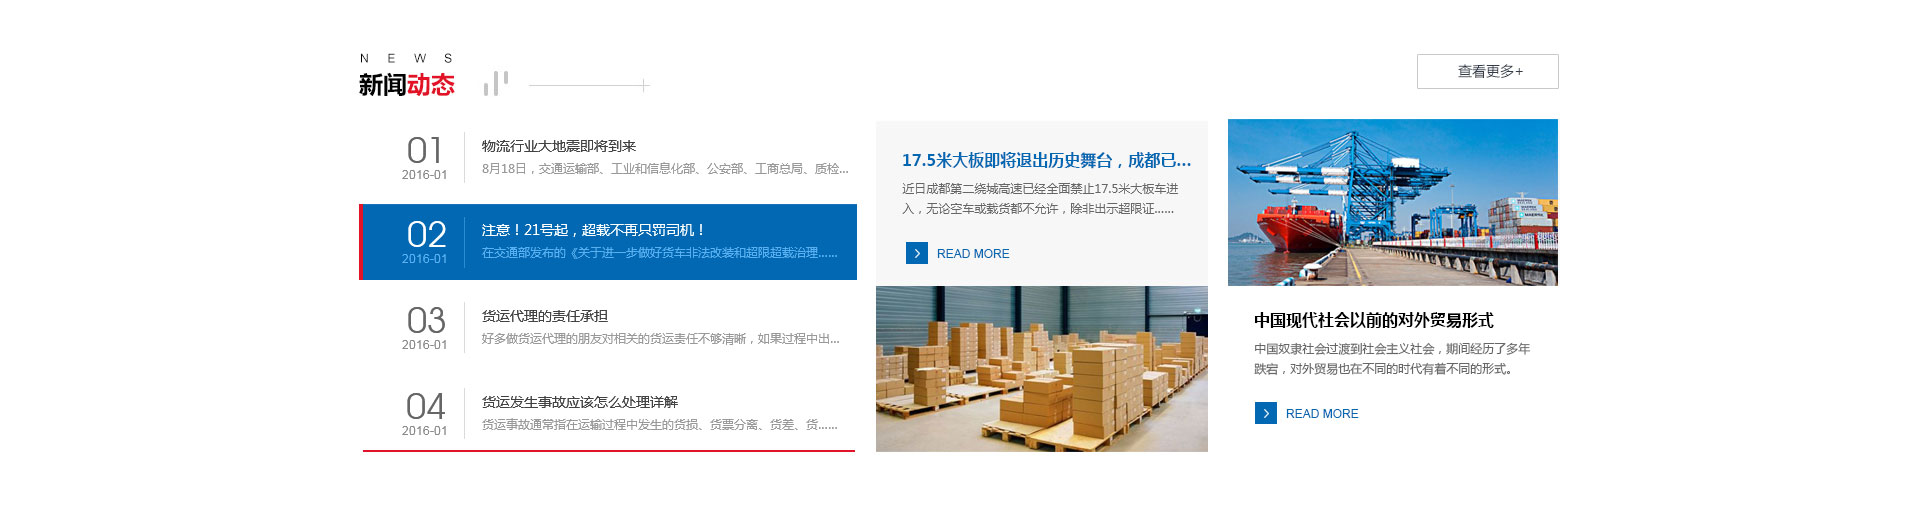 NEWS
新闻动态
查看更多+
01
2016-01
物流行业大地震即将到来
8月18日，交通运输部、工业和信息化部、公安部、工商总局、质检...
02
2016-01
注意！21号起，超载不再只罚司机！
在交通部发布的《关于进一步做好货车非法改装和超限超载治理......
03
2016-01
货运代理的责任承担
好多做货运代理的朋友对相关的货运责任不够清晰，如果过程中出...
04
2016-01
货运发生事故应该怎么处理详解
货运事故通常指在运输过程中发生的货损、货票分离、货差、货......
17.5米大板即将退出历史舞台，成都已...
近日成都第二绕城高速已经全面禁止17.5米大板车进
入，无论空车或载货都不允许，除非出示超限证......
READ MORE
中国现代社会以前的对外贸易形式
中国奴隶社会过渡到社会主义社会，期间经历了多年
跌宕，对外贸易也在不同的时代有着不同的形式。
READ MORE